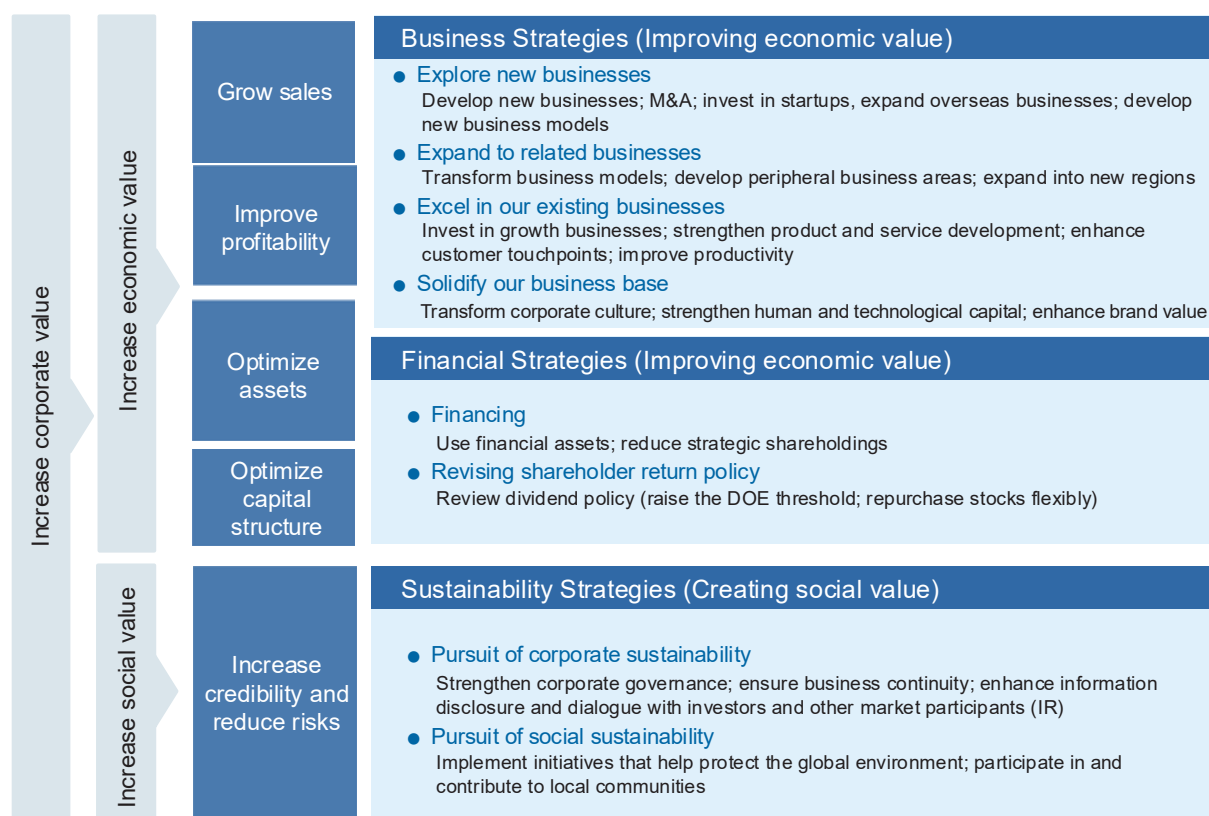 Increase corporate value
Increase economic value
Grow sales
Improve
profitability
Optimize
assets
Optimize
capital
structure
Business Strategies (Improving economic value)
● Explore new businesses
Develop new businesses; M&A; invest in startups, expand overseas businesses; develop
new business models
● Expand to related businesses
Transform business models; develop peripheral business areas; expand into new regions
● Excel in our existing businesses
Invest in growth businesses; strengthen product and service development; enhance
customer touchpoints; improve productivity
● Solidify our business base
Transform corporate culture; strengthen human and technological capital; enhance brand value
Financial Strategies (Improving economic value)
● Financing
Use financial assets; reduce strategic shareholdings
● Revising shareholder return policy
Review dividend policy (raise the DOE threshold; repurchase stocks flexibly)
Increase social value
Increase
credibility and
reduce risks
Sustainability Strategies (Creating social value)
● Pursuit of corporate sustainability
Strengthen corporate governance; ensure business continuity; enhance information
disclosure and dialogue with investors and other market participants (IR)
● Pursuit of social sustainability
Implement initiatives that help protect the global environment; participate in and
contribute to local communities